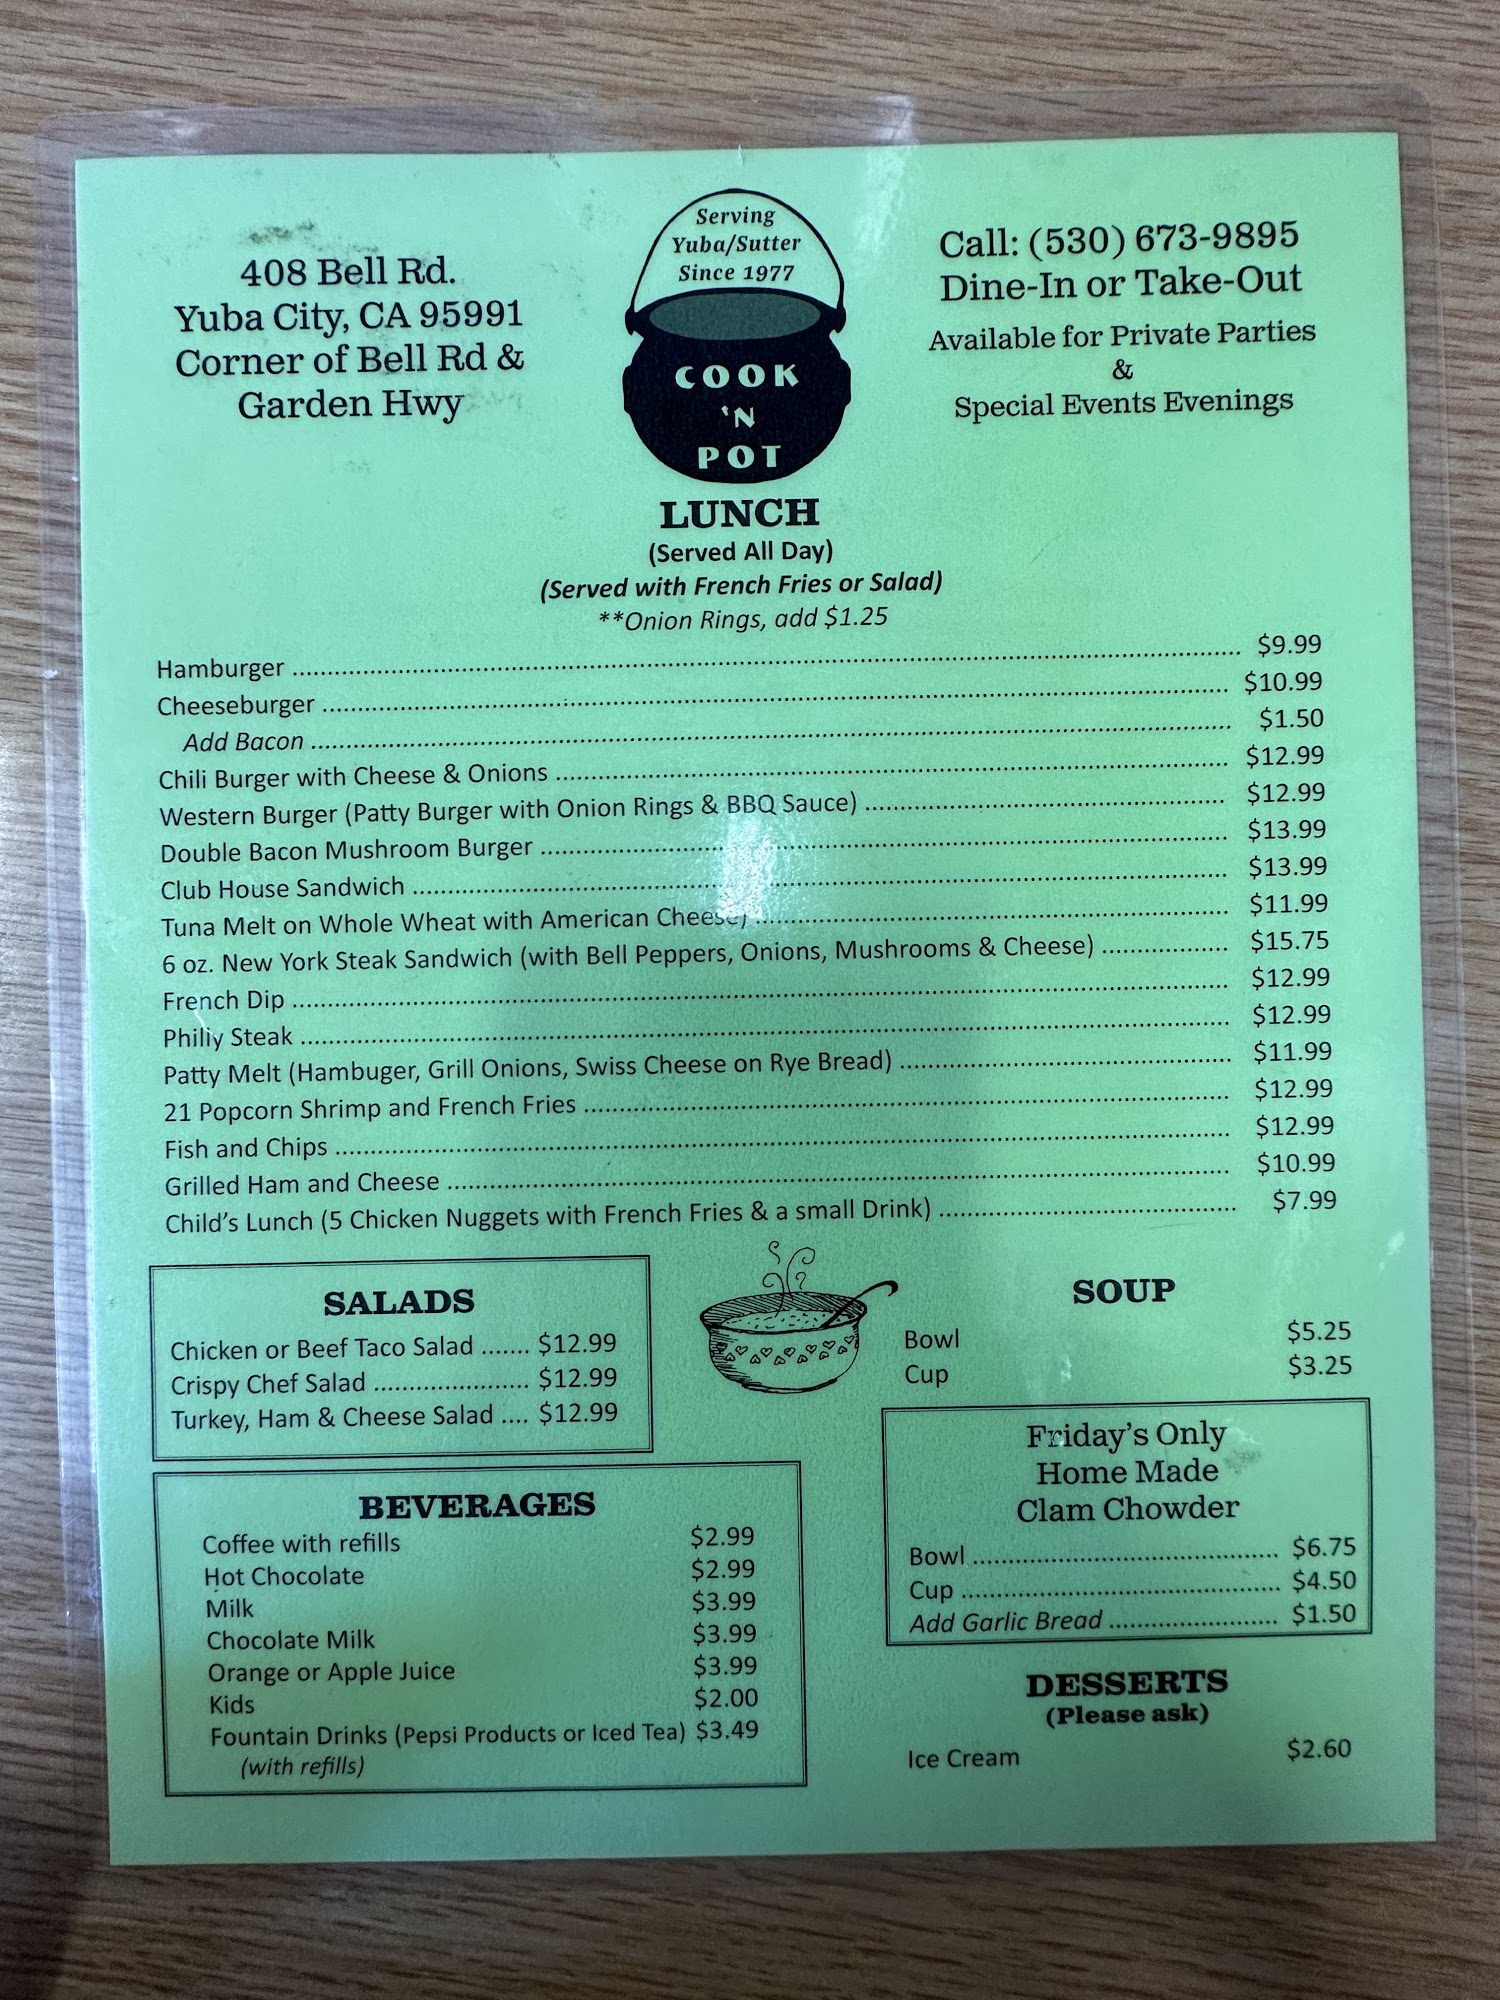 408 Bell Rd.
Yuba City, CA 95991
Corner of Bell Rd &
Garden Hwy
Serving
Yuba/Sutter
Since 1977
COOK
'N
POT
Call: (530) 673-9895
Dine-In or Take-Out
Available for Private Parties
&
Special Events Evenings
LUNCH
(Served All Day)
(Served with French Fries or Salad)
**Onion Rings, add $1.25
Hamburger $9.99
Cheeseburger $10.99
Add Bacon $1.50
Chili Burger with Cheese & Onions $12.99
Western Burger (Patty Burger with Onion Rings & BBQ Sauce) $12.99
Double Bacon Mushroom Burger $13.99
Club House Sandwich $13.99
Tuna Melt on Whole Wheat with American Cheese) $11.99
6 oz. New York Steak Sandwich (with Bell Peppers, Onions, Mushrooms & Cheese) $15.75
French Dip $12.99
Philiy Steak $12.99
Patty Melt (Hambuger, Grill Onions, Swiss Cheese on Rye Bread) $11.99
21 Popcorn Shrimp and French Fries $12.99
Fish and Chips $12.99
Grilled Ham and Cheese $10.99
Child's Lunch (5 Chicken Nuggets with French Fries & a small Drink) $7.99
SALADS
Chicken or Beef Taco Salad $12.99
Crispy Chef Salad $12.99
Turkey, Ham & Cheese Salad $12.99
SOUP
Bowl $5.25
Cup $3.25
Friday's Only
Home Made
Clam Chowder
Bowl $6.75
Cup $4.50
Add Garlic Bread $1.50
BEVERAGES
Coffee with refills $2.99
Hot Chocolate $2.99
Milk $3.99
Chocolate Milk $3.99
Orange or Apple Juice $3.99
Kids $2.00
Fountain Drinks (Pepsi Products or Iced Tea) $3.49
(with refills)
DESSERTS
(Please ask)
Ice Cream $2.60